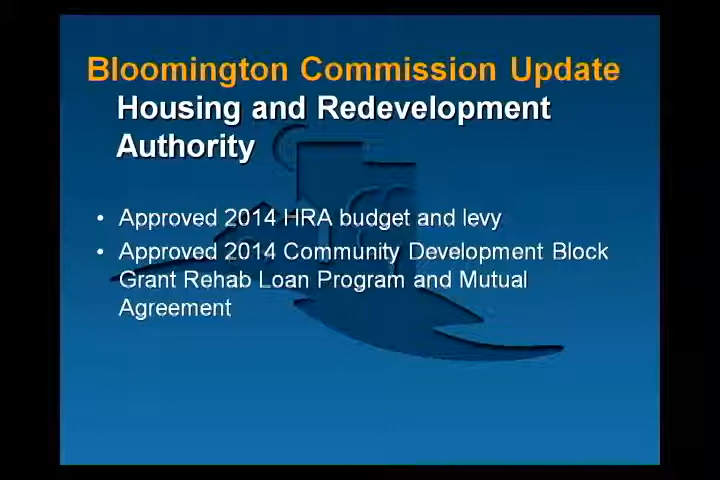 Bloomington Commission Update
Housing and Redevelopment
Authority
• Approved 2014 HRA budget and levy
• Approved 2014 Community Development Block
Grant Rehab Loan Program and Mutual
Agreement